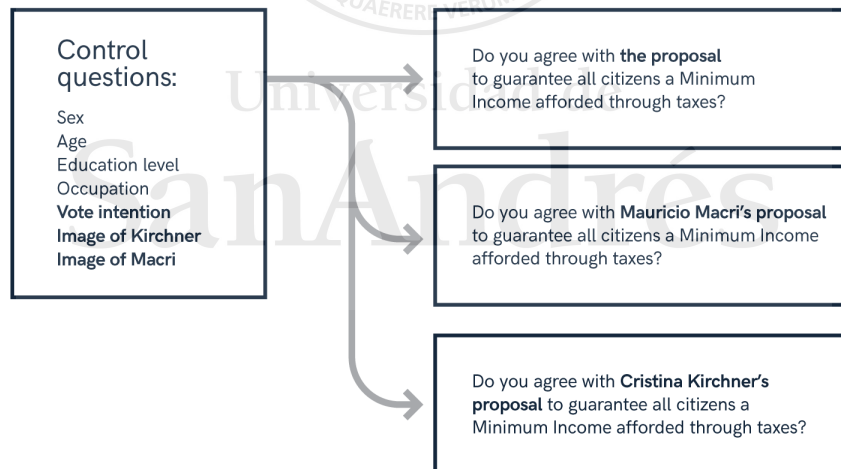 QUAERERE VERUM
Control
questions:
Sex
Age
Education level
Occupation
Vote intention
Image of Kirchner
Image of Macri
Universidad de
SanAndrés
Do you agree with the proposal
to guarantee all citizens a Minimum
Income afforded through taxes?
Do you agree with Mauricio Macri’s proposal
to guarantee all citizens a Minimum Income
afforded through taxes?
Do you agree with Cristina Kirchner’s
proposal to guarantee all citizens a
Minimum Income afforded through taxes?